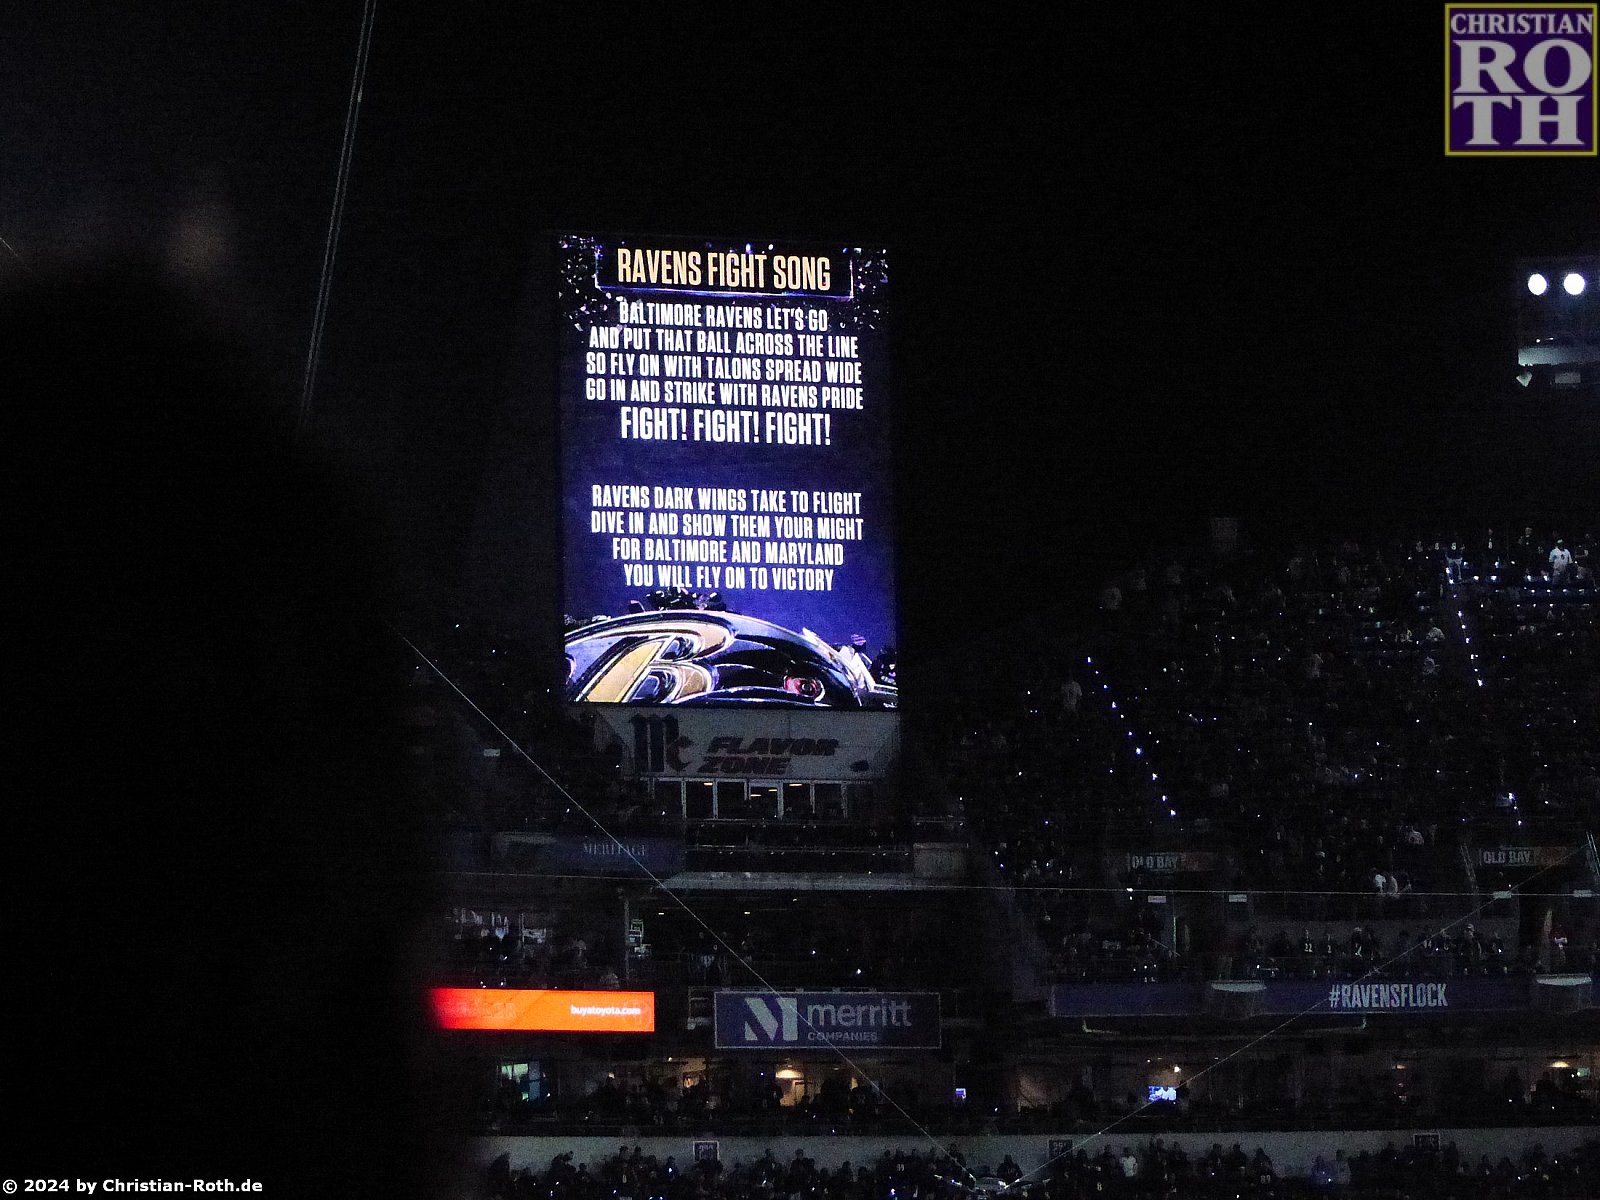 CHRISTIAN
RO
TH
RAVENS FIGHT SONG
BALTIMORE RAVENS LET'S GO
AND PUT THAT BALL ACROSS THE LINE
SO FLY ON WITH TALONS SPREAD WIDE
GO IN AND STRIKE WITH RAVENS PRIDE
FIGHT! FIGHT! FIGHT!
RAVENS DARK WINGS TAKE TO FLIGHT
DIVE IN AND SHOW THEM YOUR MIGHT
FOR BALTIMORE AND MARYLAND
YOU WILL FLY ON TO VICTORY
B
Mc FLAVOR
ZONE
MERITAGE
OLD BAY
OLD BAY
buyatoyota.com
merritt
COMPANIES
#RAVENSFLOCK
© 2024 by Christian-Roth.de